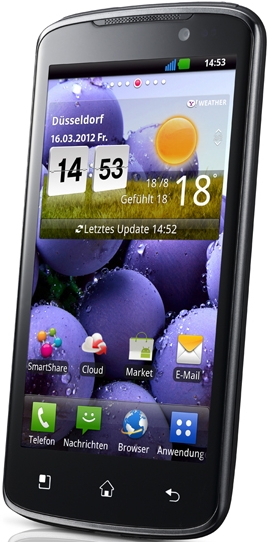 14:53
Düsseldorf
Y! WEATHER
16.03.2012 Fr.
14 53
18/8 18°
Gefühlt 18
Letztes Update 14:52
SmartShare Cloud Market E-Mail
Telefon Nachrichten Browser Anwendung